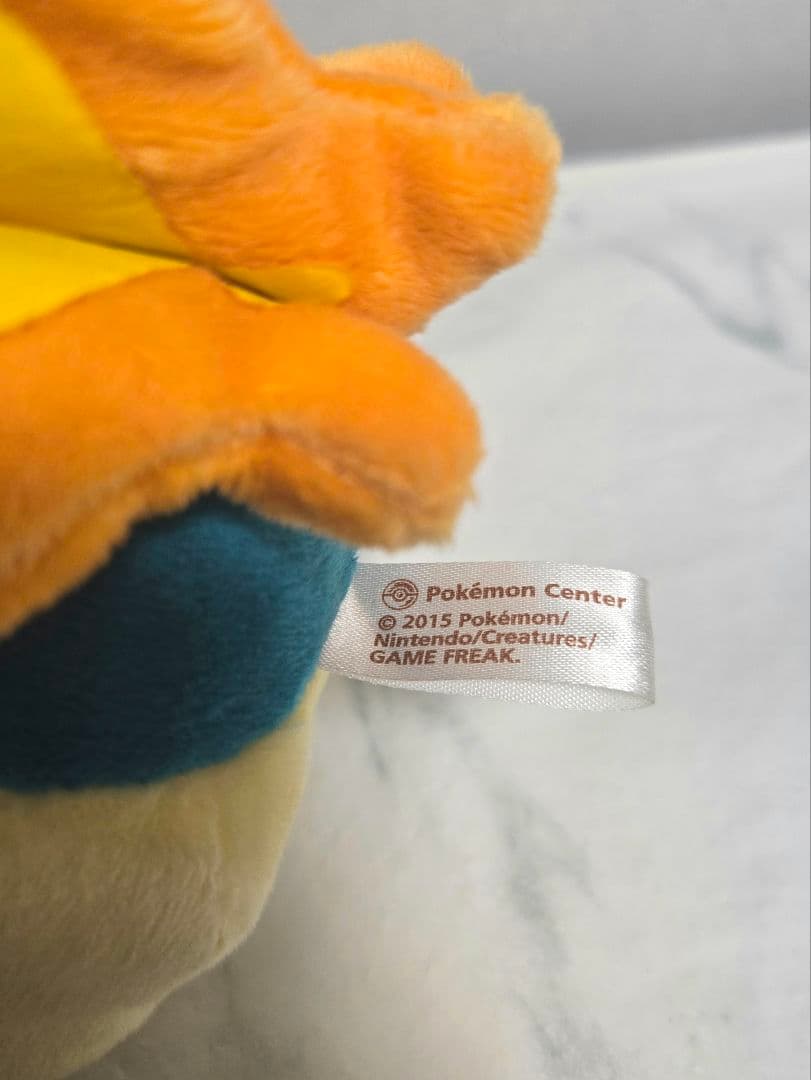 Pokémon Center
© 2015 Pokémon/
Nintendo/Creatures/
GAME FREAK.